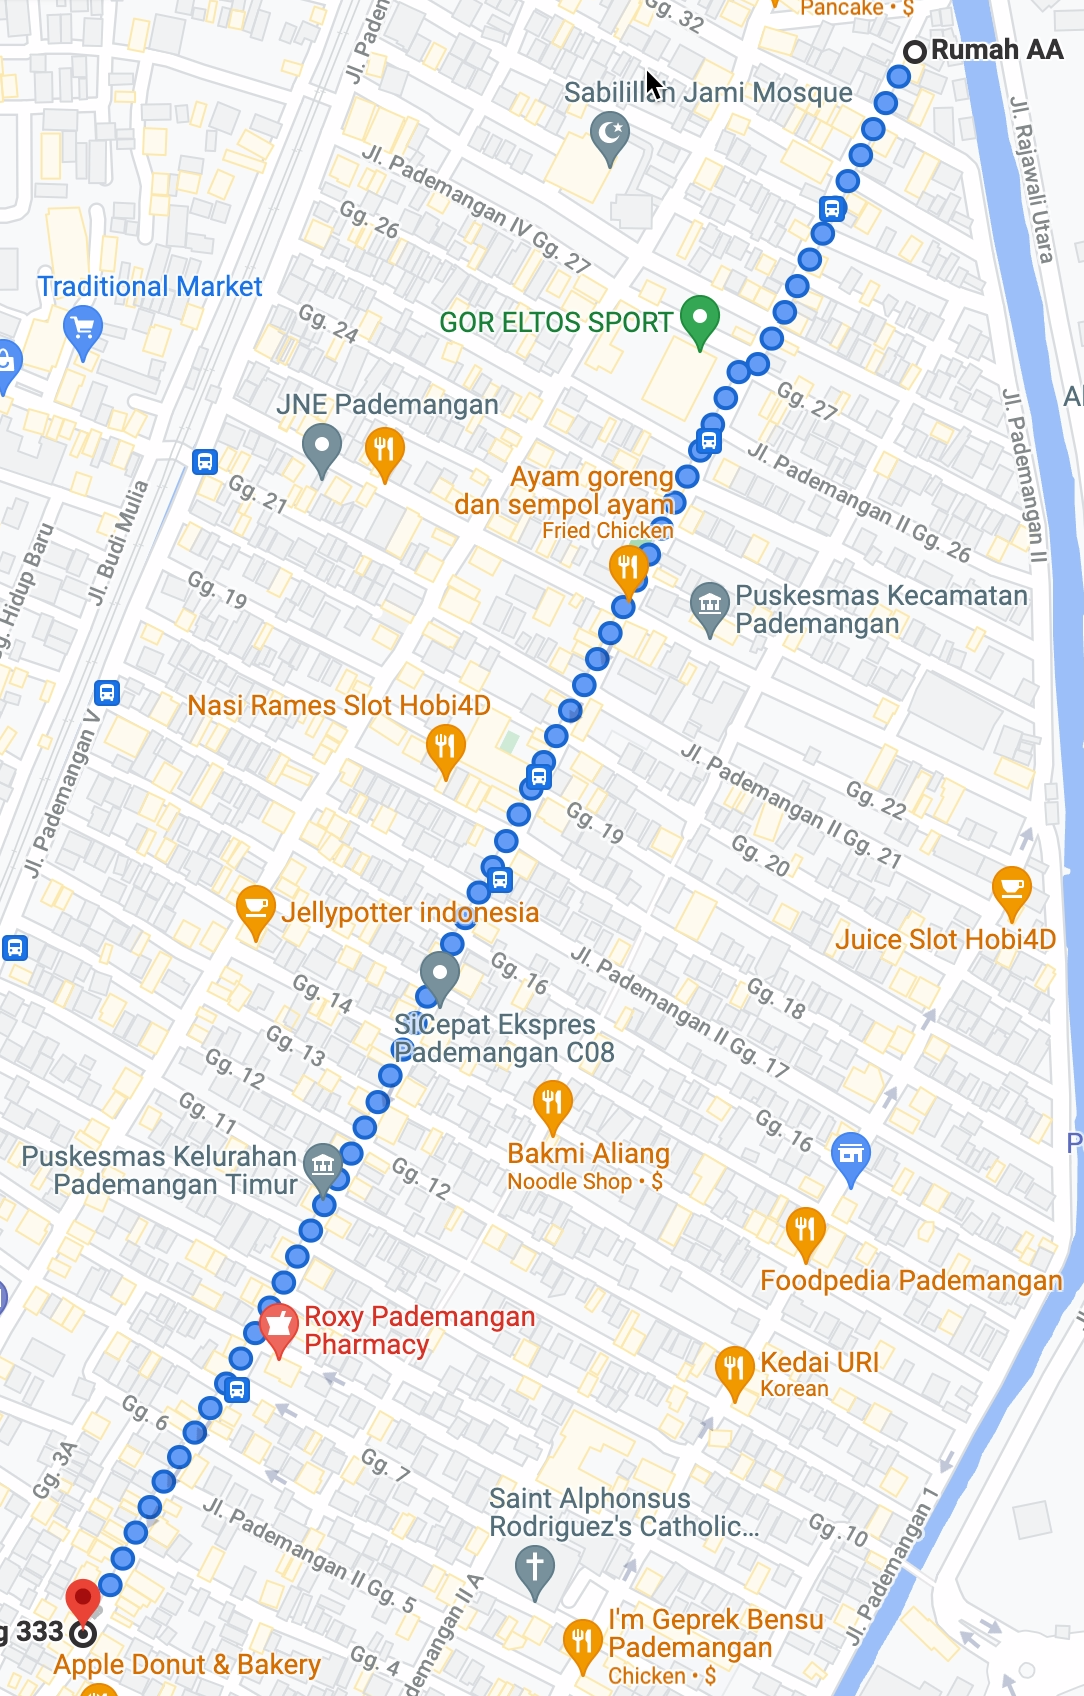 Pancake • $
Gg. 32
Jl. Paden
Rumah AA
Sabilillah Jami Mosque
Jl. Rajawali Utara
Jl. Pademangan IV Gg. 27
Gg. 26
Traditional Market
Gg. 24
GOR ELTOS SPORT
Gg. 27
JNE Pademangan
Jl. Pademangan II
Jl. Pademangan II Gg. 26
Ayam goreng
dan sempol ayam
Fried Chicken
Gg. 21
Jl. Budi Mulia
g. Hidup Baru
Gg. 19
Puskesmas Kecamatan
Pademangan
Nasi Rames Slot Hobi4D
Jl. Pademangan V
Jl. Pademangan II Gg. 21
Gg. 22
Gg. 19
Gg. 20
Jellypotter indonesia
Juice Slot Hobi4D
Gg. 16
Jl. Pademangan II Gg. 17
Gg. 18
Gg. 14
SiCepat Ekspres
Pademangan C08
Gg. 13
Gg. 12
Gg. 11
Gg. 16
P
Bakmi Aliang
Noodle Shop • $
Puskesmas Kelurahan
Pademangan Timur
Gg. 12
Foodpedia Pademangan
Roxy Pademangan
Pharmacy
Kedai URI
Korean
Gg. 6
Gg. 3A
Gg. 7
Saint Alphonsus
Rodriguez's Catholic...
Gg .10
Jl. Pademangan 1
Jl. Pademangan II Gg. 5
demangan II A
I'm Geprek Bensu
Pademangan
Chicken • $
g 333
Apple Donut & Bakery
Gg. 4